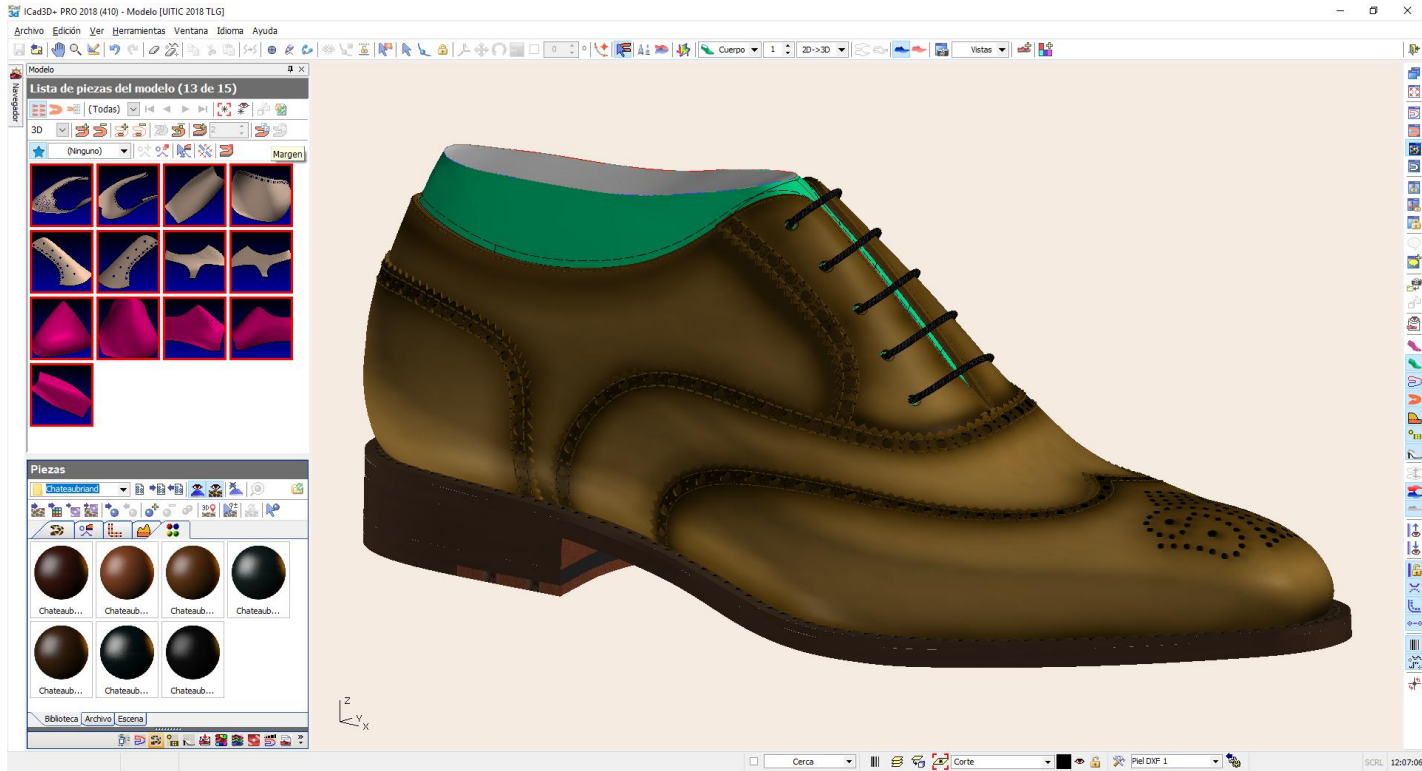 ICad3D+ PRO 2018 (410) - Modelo [UITIC 2018 TLG]
Archivo Edición Ver Herramientas Ventana Idioma Ayuda
0 ° Cuerpo 1 2D->3D Vistas
Modelo
Navegador
Lista de piezas del modelo (13 de 15)
(Todas)
3D 2
(Ninguno) Margen
Piezas
Chateaubriand
Chateaub... Chateaub... Chateaub... Chateaub...
Chateaub... Chateaub... Chateaub...
Biblioteca Archivo Escena
Z
Y
X
Cerca Corte Piel DXF 1 SCRL 12:07:06